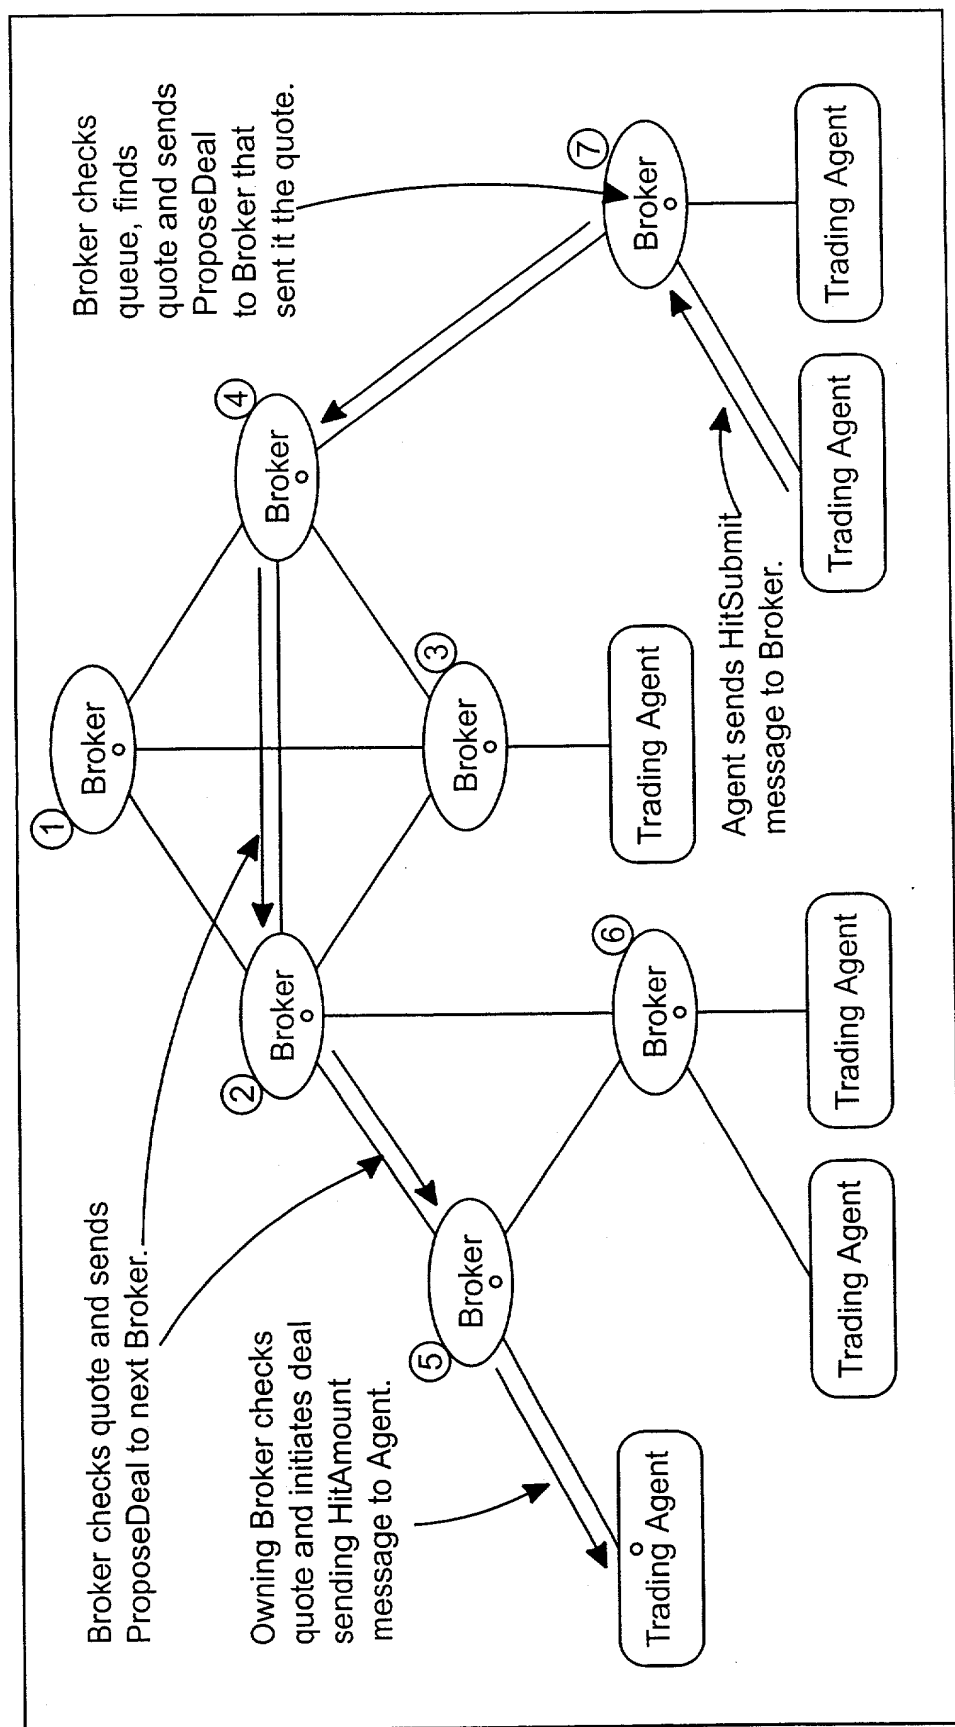 Broker checks quote and sends
ProposeDeal to next Broker.
Owning Broker checks
quote and initiates deal
sending HitAmount
message to Agent.
Broker checks
queue, finds
quote and sends
ProposeDeal
to Broker that
sent it the quote.
1
Broker
2
Broker
4
Broker
3
Broker
5
Broker
6
Broker
7
Broker
Agent sends HitSubmit
message to Broker.
Trading Agent
Trading Agent
Trading Agent
Trading Agent
Trading Agent
Trading Agent